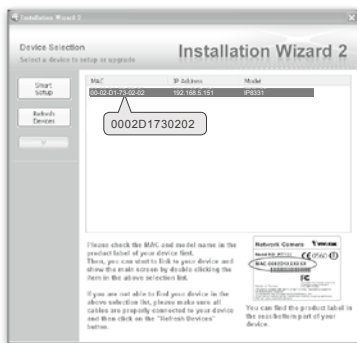 Installation Wizard 2
Device Selection
Select a device to setup or upgrade
Installation Wizard 2
Smart
Setup
Refresh
Devices
MAC IP Address Model
00-02-D1-73-02-02 192.168.5.151 IP8331
0002D1730202
Please check the MAC and model name in the
product label of your device first.
Then, you can start to link to your device and
show the main screen by double clicking the
item in the above selection list.
If you are not able to find your device in the
above selection list, please make sure all
cables are properly connected to your device
and then click on the "Refresh Devices"
button.
Network Camera VIVOTEK
You can find the product label in
the reas/bottom part of your
device.